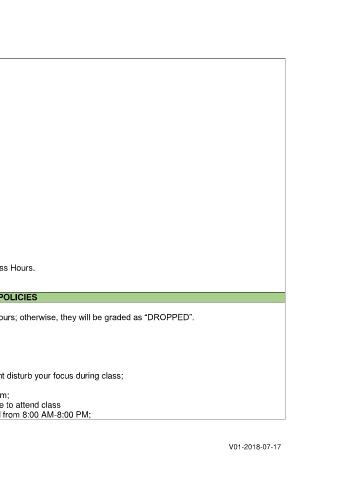 ss Hours.
POLICIES
ours; otherwise, they will be graded as “DROPPED”.
nt disturb your focus during class;
m;
e to attend class
from 8:00 AM-8:00 PM;
V01-2018-07-17